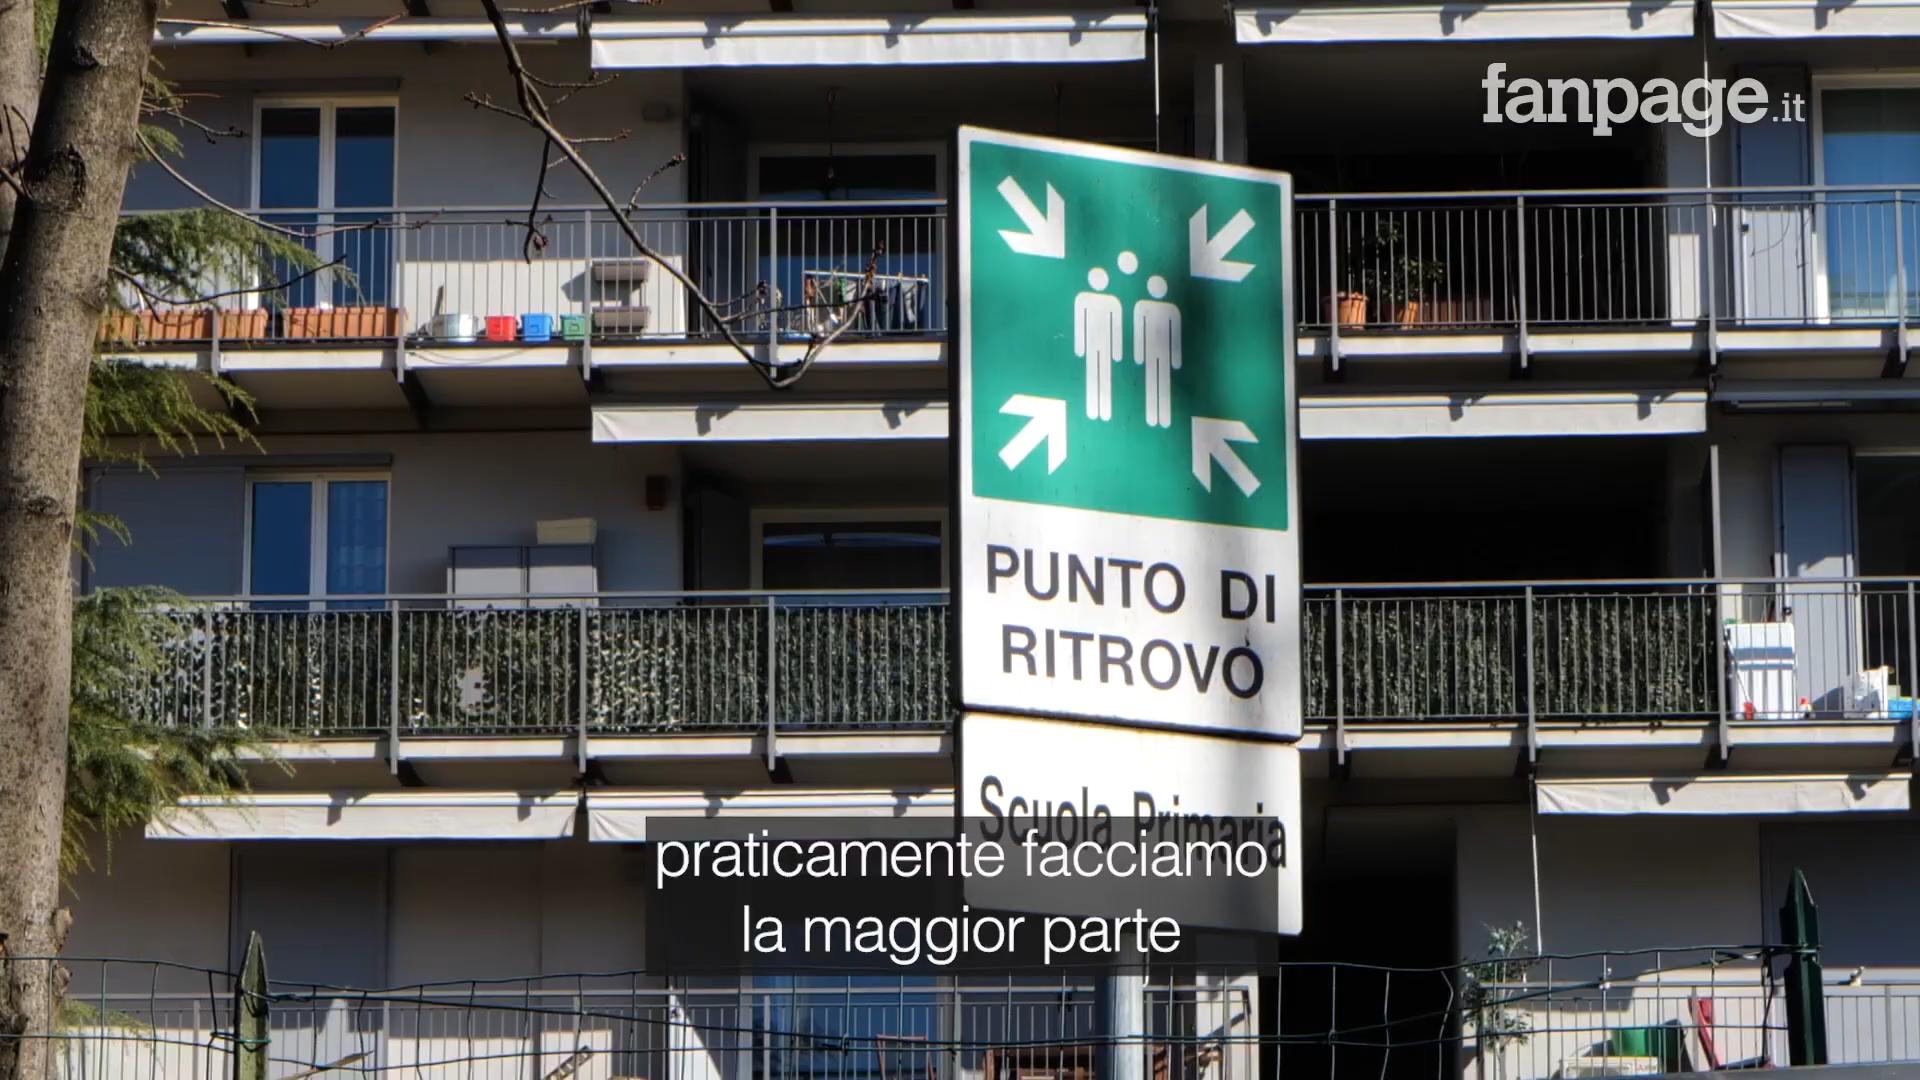 fanpage.it
PUNTO DI
RITROVO
Scuola Primaria
praticamente facciamo
la maggior parte